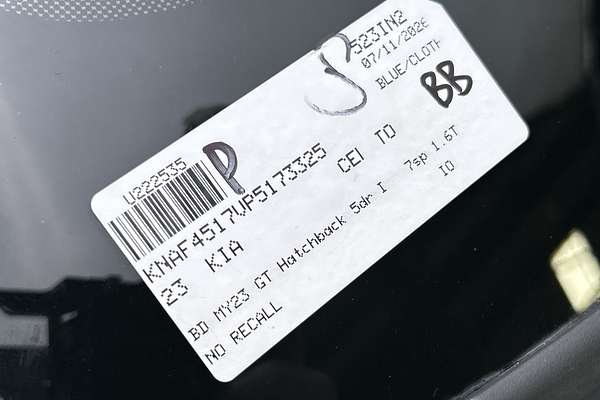 523IN2
07/11/2026
BLUE/CLOTH
BB
U222535
P
KNAF4517VP5173325
CEI TO
23 KIA
BD MY23 GT Hatchback 5dr I 7sp 1.6T
NO RECALL
IO